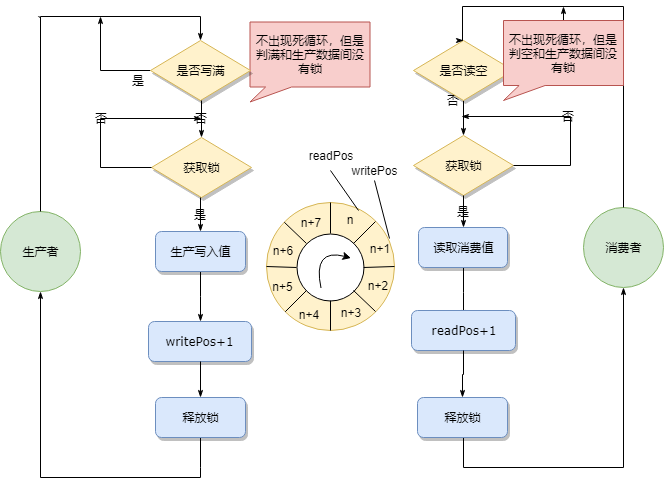 不出现死循环，但是
判满和生产数据间没
有锁
是否写满
是
否
否
获取锁
是
生产者
生产写入值
writePos+1
释放锁
readPos
writePos
n
n+1
n+2
n+3
n+4
n+5
n+6
n+7
不出现死循环，但是
判空和生产数据间没
有锁
是否读空
否
否
获取锁
是
消费者
读取消费值
readPos+1
释放锁